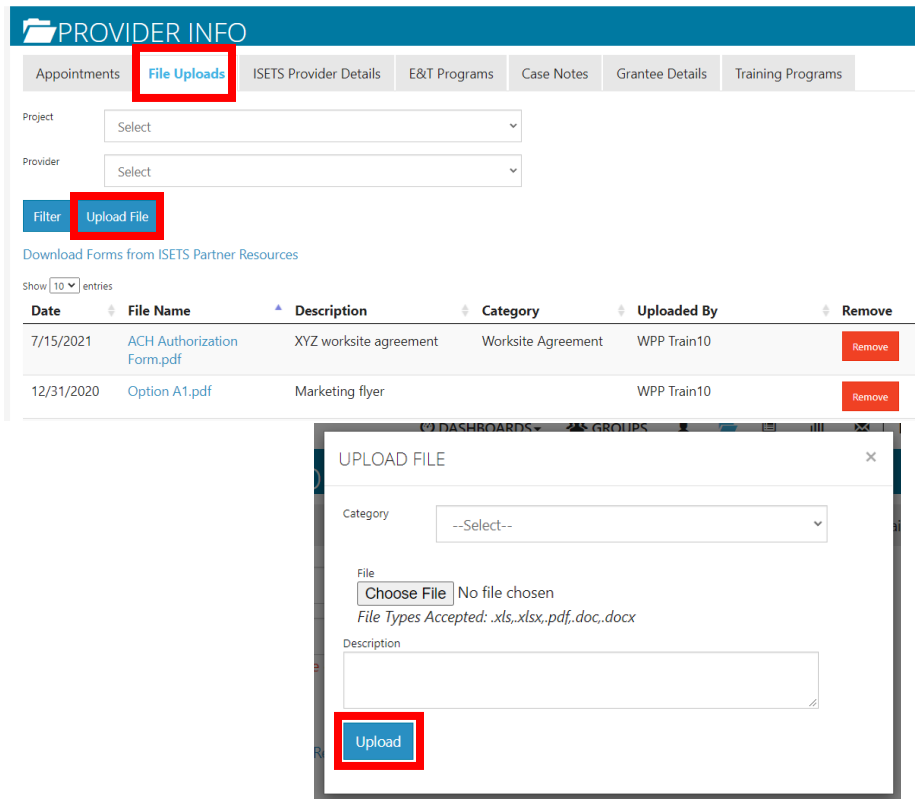 PROVIDER INFO
Appointments File Uploads ISETS Provider Details E&T Programs Case Notes Grantee Details Training Programs
Project
Select
Provider
Select
Filter Upload File
Download Forms from ISETS Partner Resources
Show 10 entries
Date File Name Description Category Uploaded By Remove
7/15/2021 ACH Authorization XYZ worksite agreement Worksite Agreement WPP Train10 Remove
Form.pdf
12/31/2020 Option A1.pdf Marketing flyer WPP Train10 Remove
DASHBOARDS GROUPS
UPLOAD FILE ×
Category --Select--
File
Choose File No file chosen
File Types Accepted: .xls,.xlsx,.pdf,.doc,.docx
Description
Upload